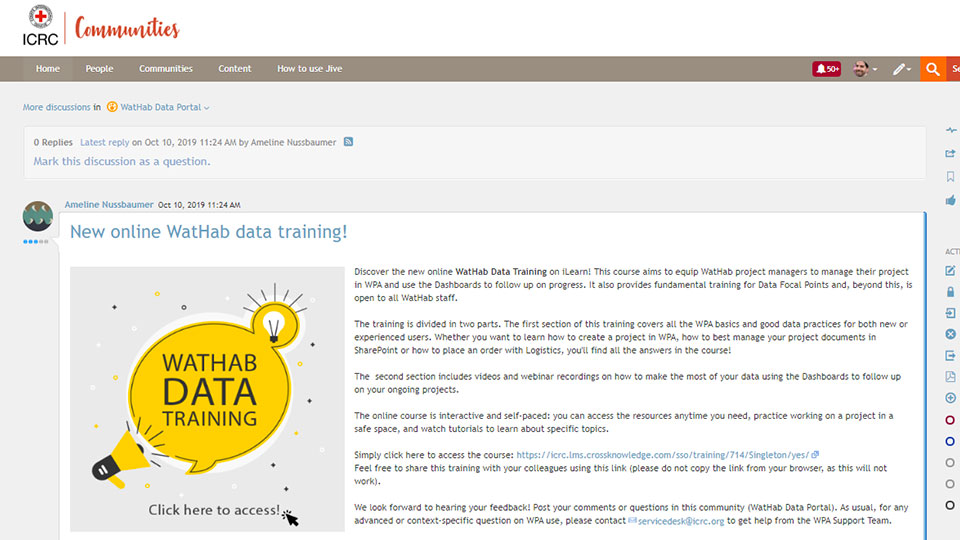 ICRC
Communities
Home People Communities Content How to use Jive
50+
More discussions in WatHab Data Portal
0 Replies Latest reply on Oct 10, 2019 11:24 AM by Ameline Nussbaumer
Mark this discussion as a question.
Ameline Nussbaumer Oct 10, 2019 11:24 AM
New online WatHab data training!
WATHAB
DATA
TRAINING
Click here to access!
Discover the new online WatHab Data Training on iLearn! This course aims to equip WatHab project managers to manage their project
in WPA and use the Dashboards to follow up on progress. It also provides fundamental training for Data Focal Points and, beyond this, is
open to all WatHab staff.
The training is divided in two parts. The first section of this training covers all the WPA basics and good data practices for both new or
experienced users. Whether you want to learn how to create a project in WPA, how to best manage your project documents in
SharePoint or how to place an order with Logistics, you'll find all the answers in the course!
The second section includes videos and webinar recordings on how to make the most of your data using the Dashboards to follow up
on your ongoing projects.
The online course is interactive and self-paced: you can access the resources anytime you need, practice working on a project in a
safe space, and watch tutorials to learn about specific topics.
Simply click here to access the course: https://icrc.lms.crossknowledge.com/sso/training/714/Singleton/yes/
Feel free to share this training with your colleagues using this link (please do not copy the link from your browser, as this will not
work).
We look forward to hearing your feedback! Post your comments or questions in this community (WatHab Data Portal). As usual, for any
advanced or context-specific question on WPA use, please contact servicedesk@icrc.org to get help from the WPA Support Team.